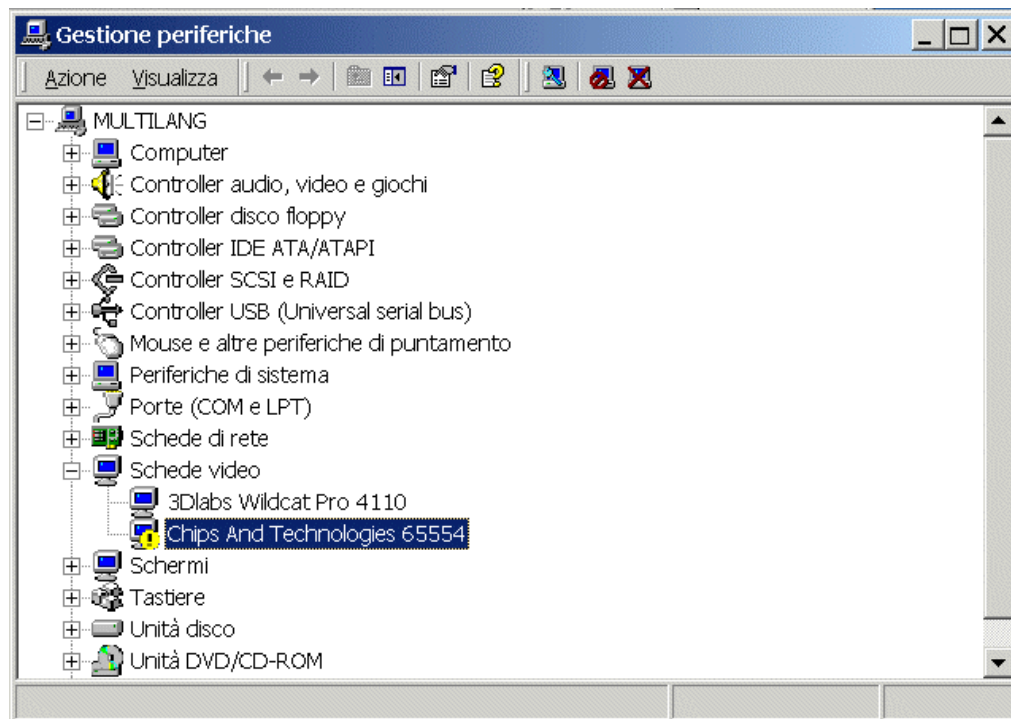 Gestione periferiche
Azione Visualizza
MULTILANG
Computer
Controller audio, video e giochi
Controller disco floppy
Controller IDE ATA/ATAPI
Controller SCSI e RAID
Controller USB (Universal serial bus)
Mouse e altre periferiche di puntamento
Periferiche di sistema
Porte (COM e LPT)
Schede di rete
Schede video
3Dlabs Wildcat Pro 4110
Chips And Technologies 65554
Schermi
Tastiere
Unità disco
Unità DVD/CD-ROM